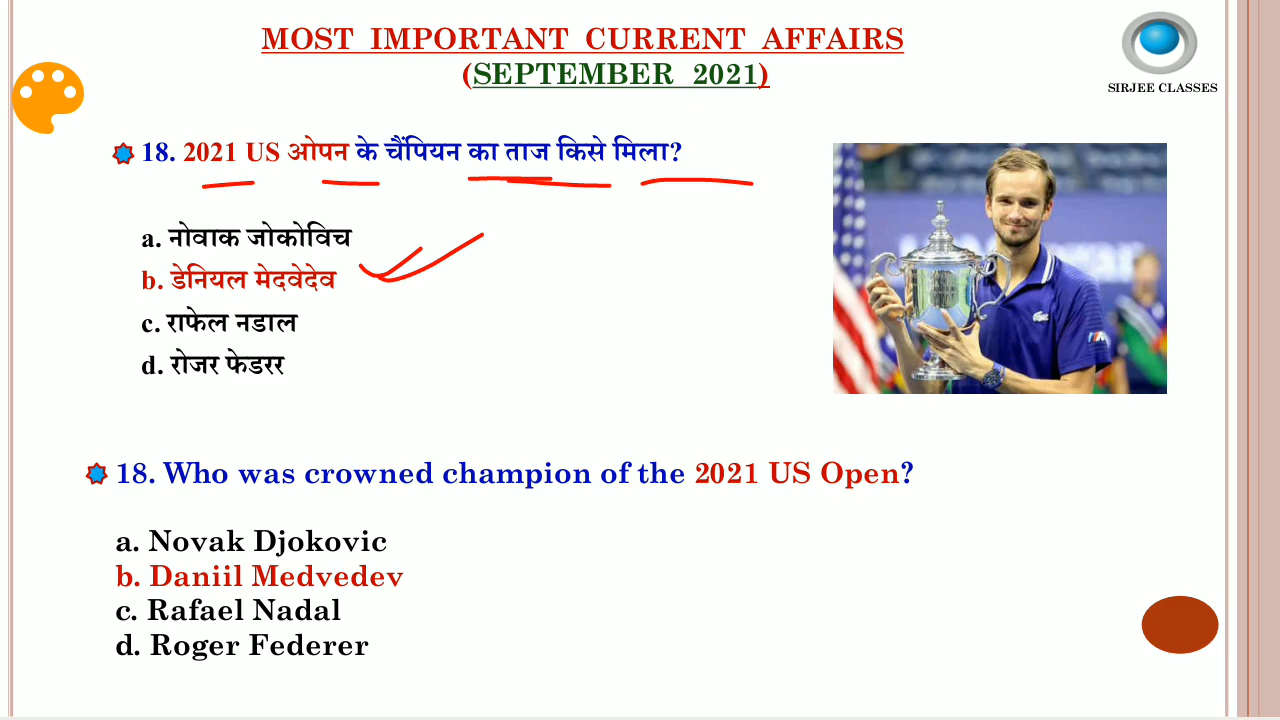 MOST IMPORTANT CURRENT AFFAIRS
(SEPTEMBER 2021)
SIRJEE CLASSES
18. 2021 US ओपन के चैंपियन का ताज किसे मिला?
a. नोवाक जोकोविच
b. डेनियल मेदवेदेव
c. राफेल नडाल
d. रोजर फेडरर
18. Who was crowned champion of the 2021 US Open?
a. Novak Djokovic
b. Daniil Medvedev
c. Rafael Nadal
d. Roger Federer